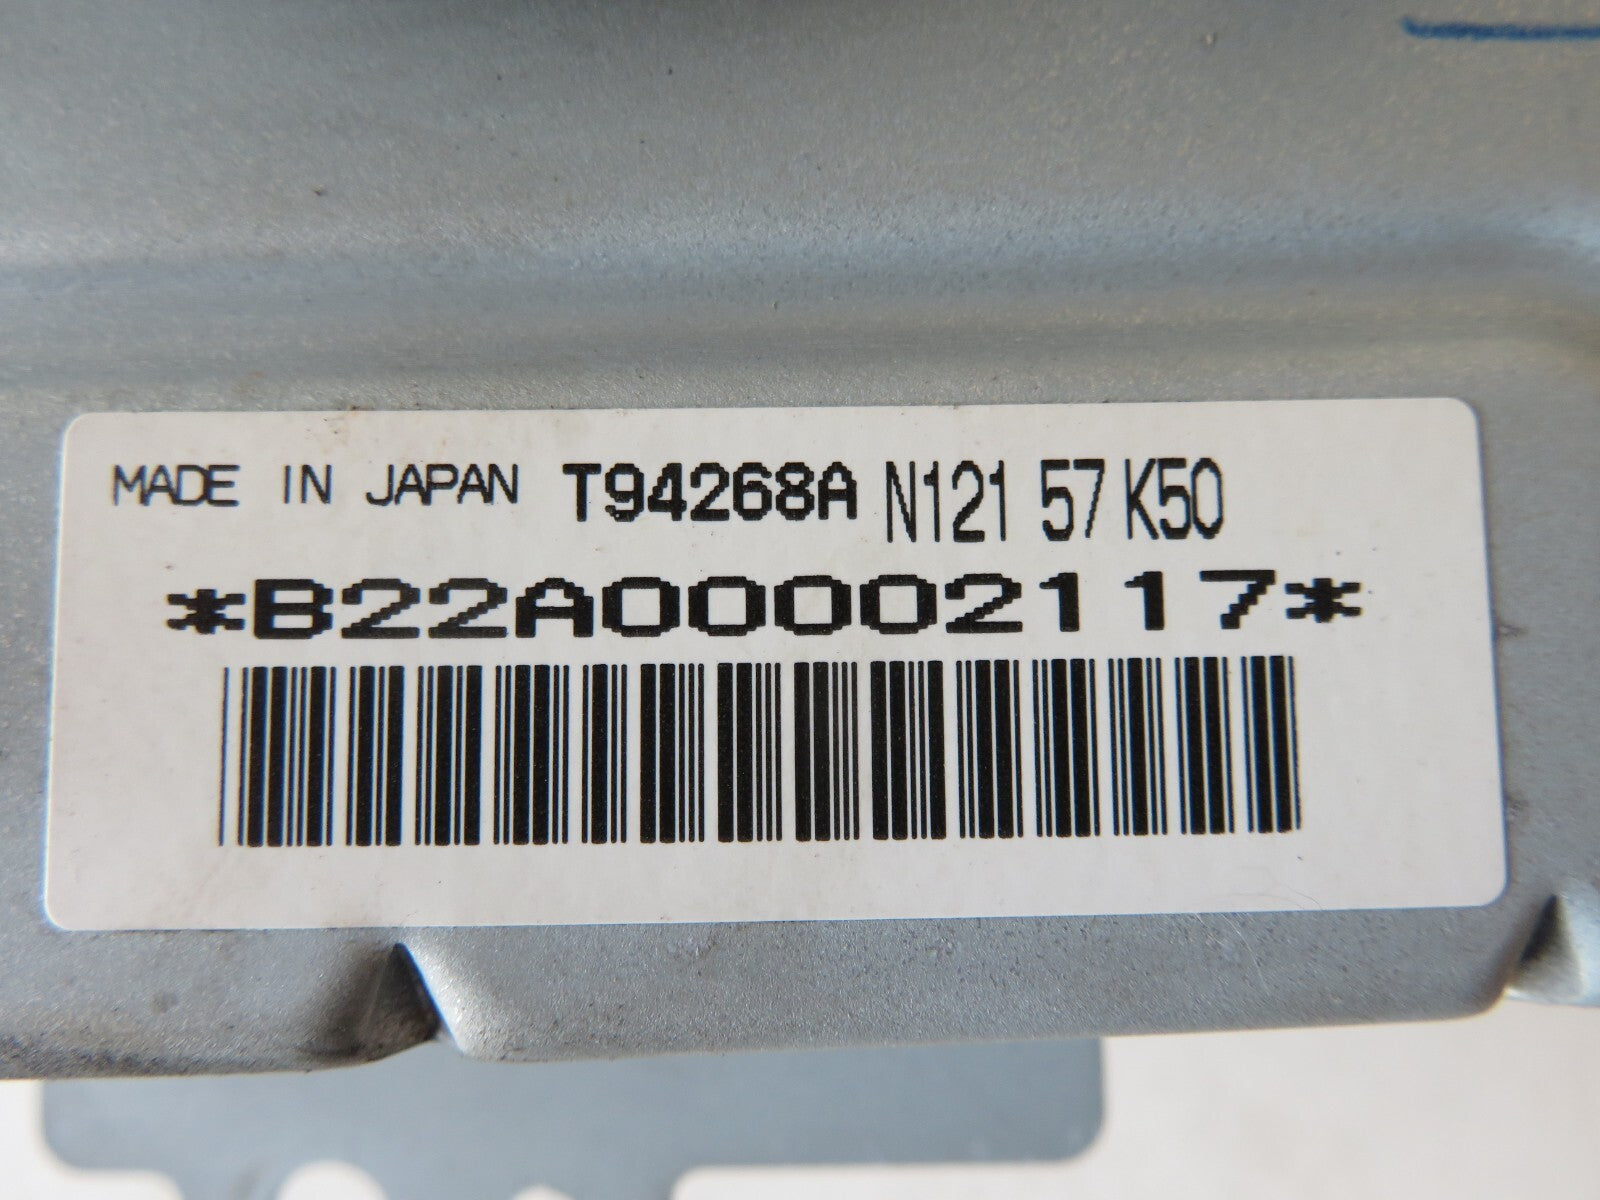 MADE IN JAPAN T94268A N121 57 K50
*B22A00002117*